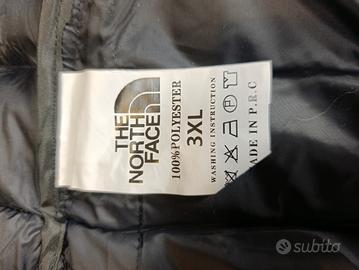 THE
NORTH
FACE
100%POLYESTER
3XL
WASHING INSTRUCTION
MADE IN P.R.C
subito